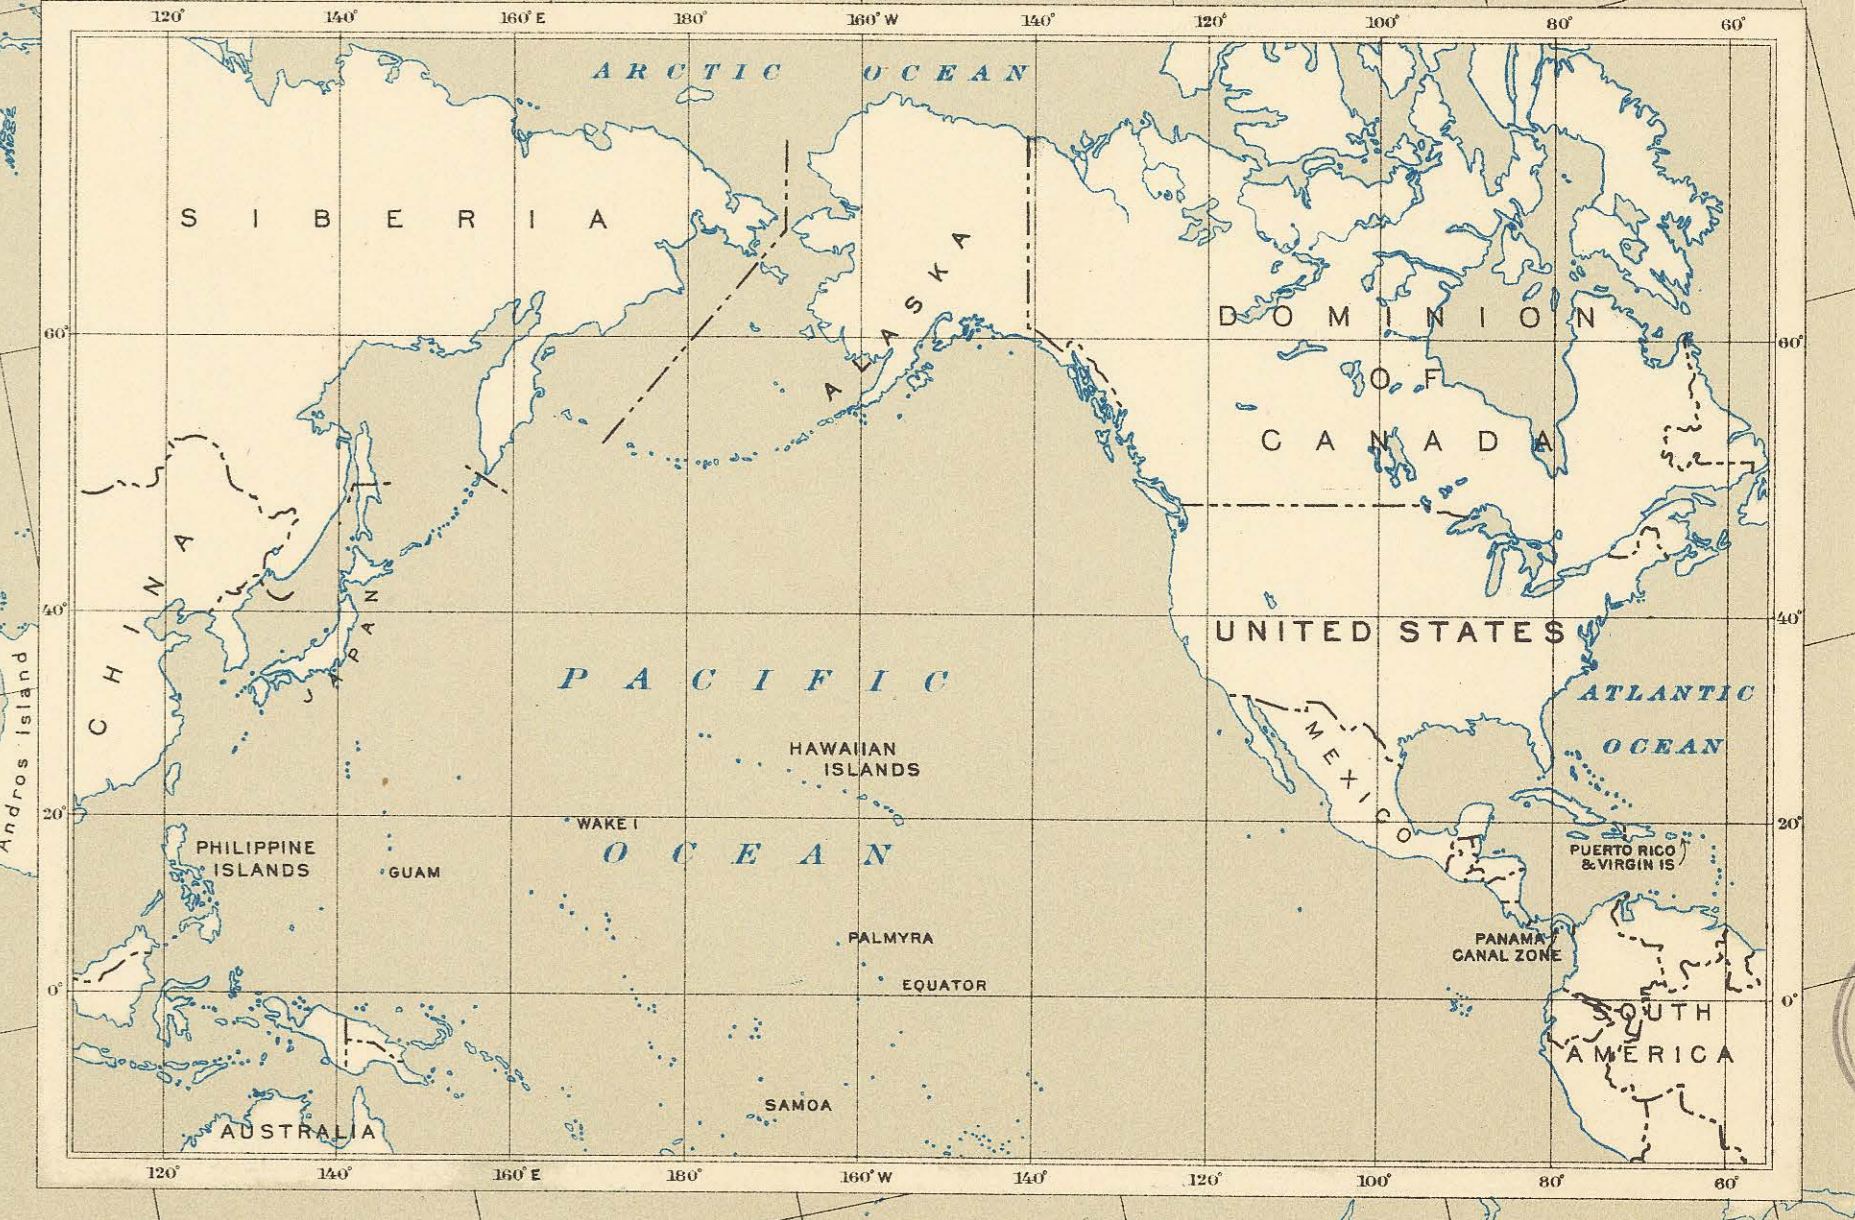 120° 140° 160° E 180° 160° W 140° 120° 100° 80° 60°
ARCTIC OCEAN
SIBERIA
ALASKA
DOMINION
OF
CANADA
60° 60°
CHINA
JAPAN
40° 40°
UNITED STATES
PACIFIC
OCEAN
ATLANTIC
OCEAN
MEXICO
HAWAIIAN
ISLANDS
20° 20°
WAKE I
PHILIPPINE
ISLANDS
GUAM
PUERTO RICO
& VIRGIN IS
PALMYRA
PANAMA
CANAL ZONE
EQUATOR
0° 0°
SOUTH
AMERICA
SAMOA
AUSTRALIA
120° 140° 160° E 180° 160° W 140° 120° 100° 80° 60°
Andros Island